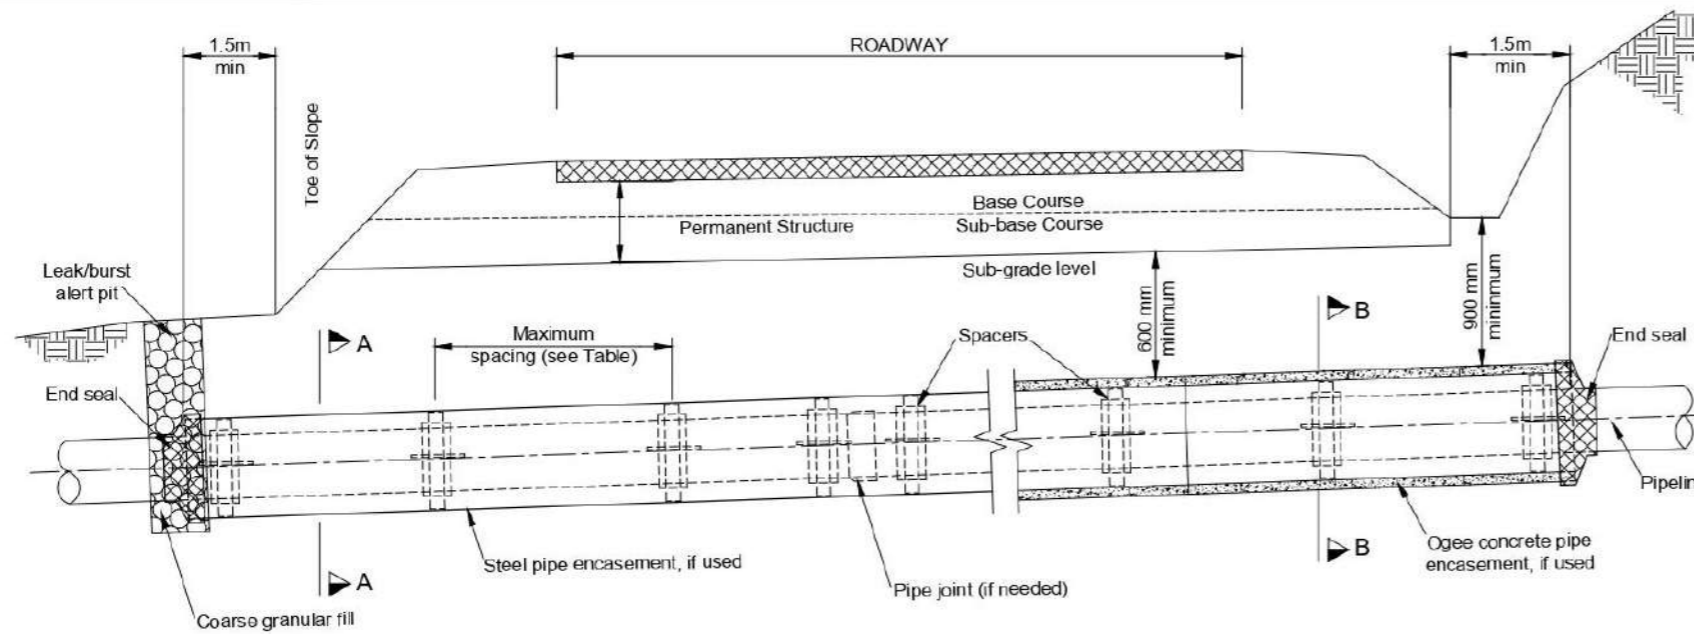 1.5m
min
ROADWAY
1.5m
min
Toe of Slope
Base Course
Permanent Structure
Sub-base Course
Sub-grade level
Leak/burst
alert pit
600 mm
minimum
900 mm
mininmum
B
A
Maximum
spacing (see Table)
Spacers
End seal
End seal
Pipelin
B
Ogee concrete pipe
encasement, if used
Steel pipe encasement, if used
A
Pipe joint (if needed)
Coarse granular fill